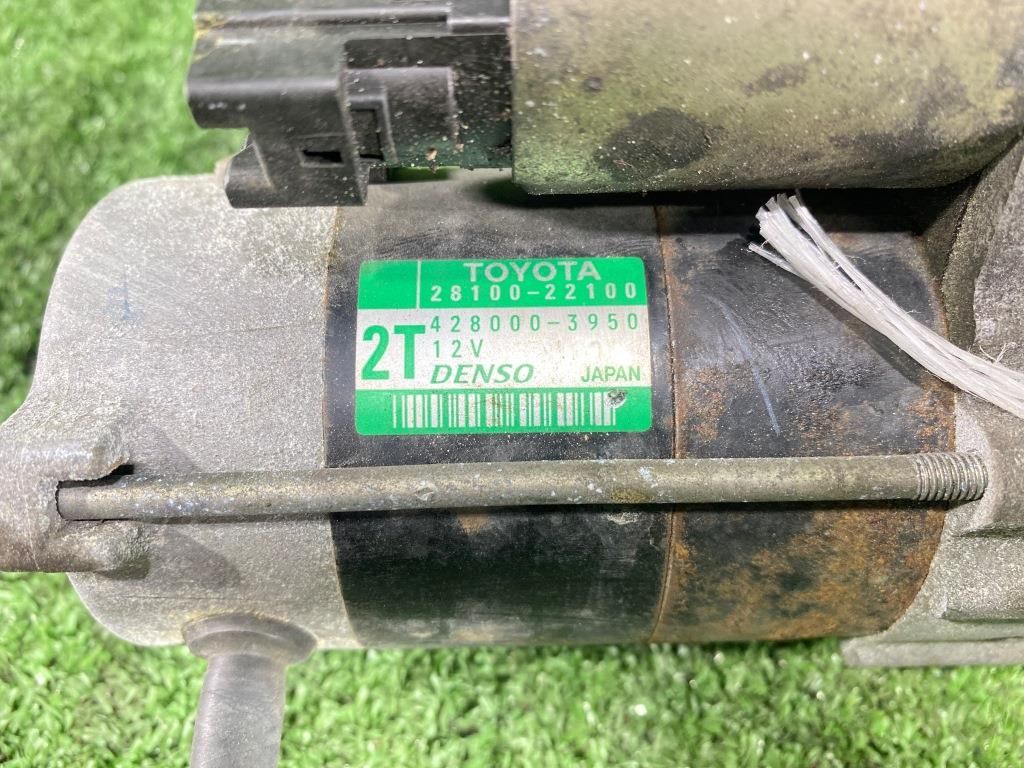 TOYOTA
28100-22100
2T
428000-3950
12V
DENSO JAPAN